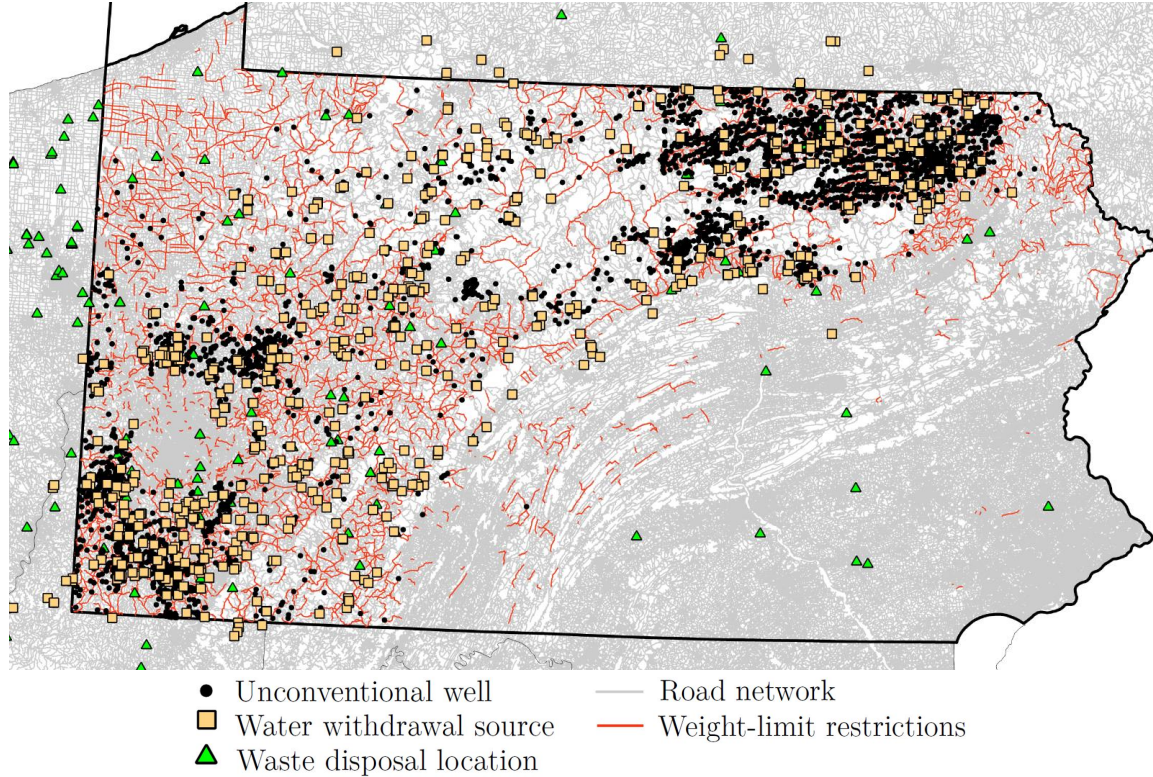 Unconventional well
Water withdrawal source
Waste disposal location
Road network
Weight-limit restrictions